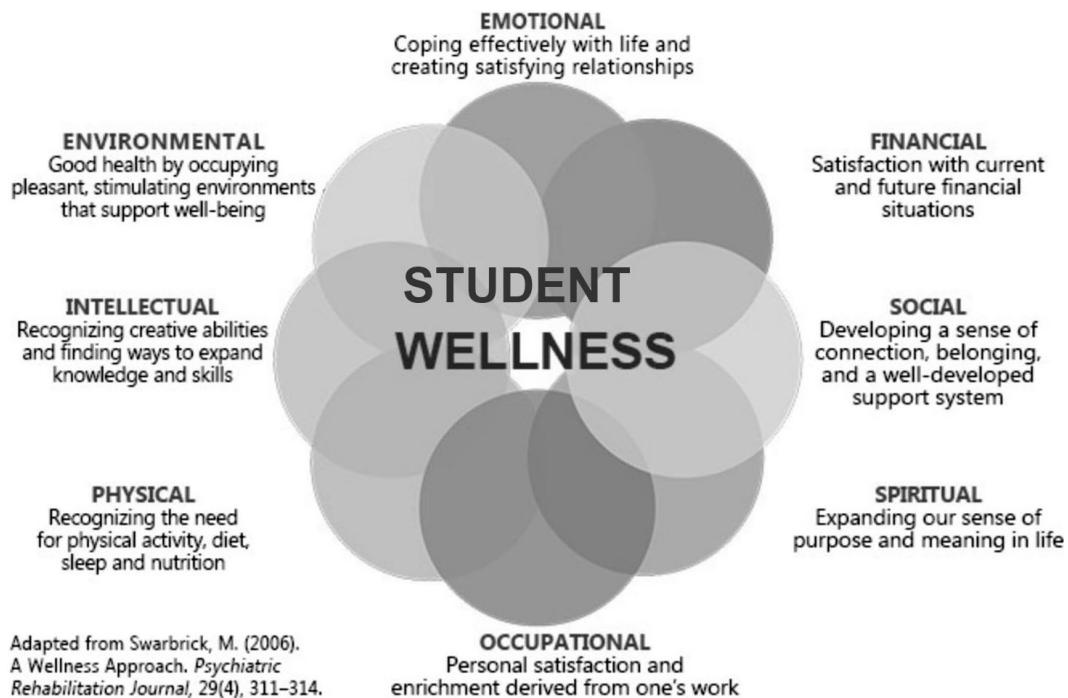 EMOTIONAL
Coping effectively with life and
creating satisfying relationships
ENVIRONMENTAL
Good health by occupying
pleasant, stimulating environments
that support well-being
FINANCIAL
Satisfaction with current
and future financial
situations
STUDENT
WELLNESS
INTELLECTUAL
Recognizing creative abilities
and finding ways to expand
knowledge and skills
SOCIAL
Developing a sense of
connection, belonging,
and a well-developed
support system
PHYSICAL
Recognizing the need
for physical activity, diet,
sleep and nutrition
SPIRITUAL
Expanding our sense of
purpose and meaning in life
OCCUPATIONAL
Personal satisfaction and
enrichment derived from one's work
Adapted from Swarbrick, M. (2006).
A Wellness Approach. Psychiatric
Rehabilitation Journal, 29(4), 311–314.